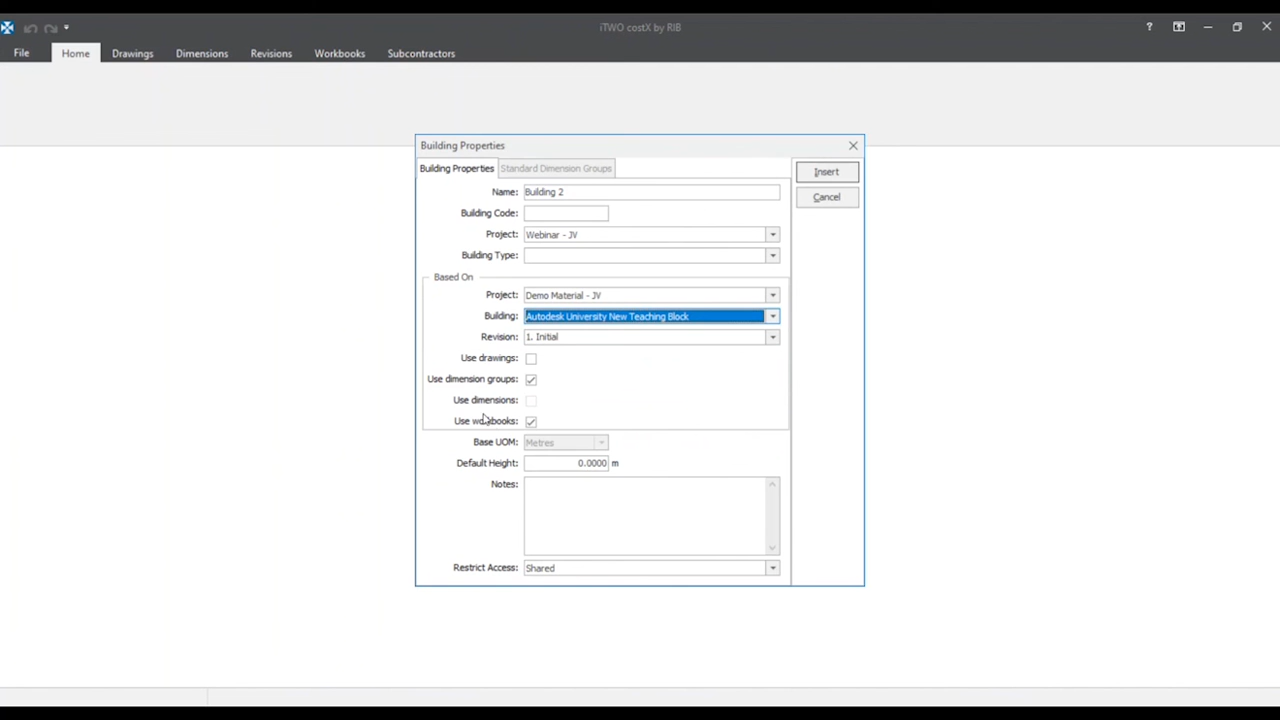 iTWO costX by RIB
?
File Home Drawings Dimensions Revisions Workbooks Subcontractors
Building Properties
Building Properties Standard Dimension Groups
Insert
Name: Building 2
Cancel
Building Code:
Project: Webinar - JV
Building Type:
Based On
Project: Demo Material - JV
Building: Autodesk University New Teaching Block
Revision: 1. Initial
Use drawings:
Use dimension groups:
Use dimensions:
Use workbooks:
Base UOM: Metres
Default Height: 0.0000 m
Notes:
Restrict Access: Shared